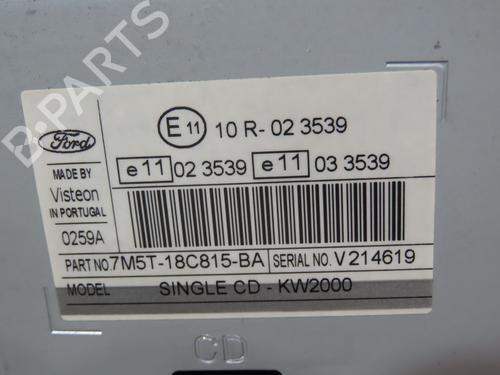 B-PARTS
Ford
E 11 10 R - 02 3539
e 11 02 3539 e 11 03 3539
MADE BY
Visteon
IN PORTUGAL
0259A
PART NO. 7M5T-18C815-BA SERIAL NO. V 214619
MODEL SINGLE CD - KW2000
CD